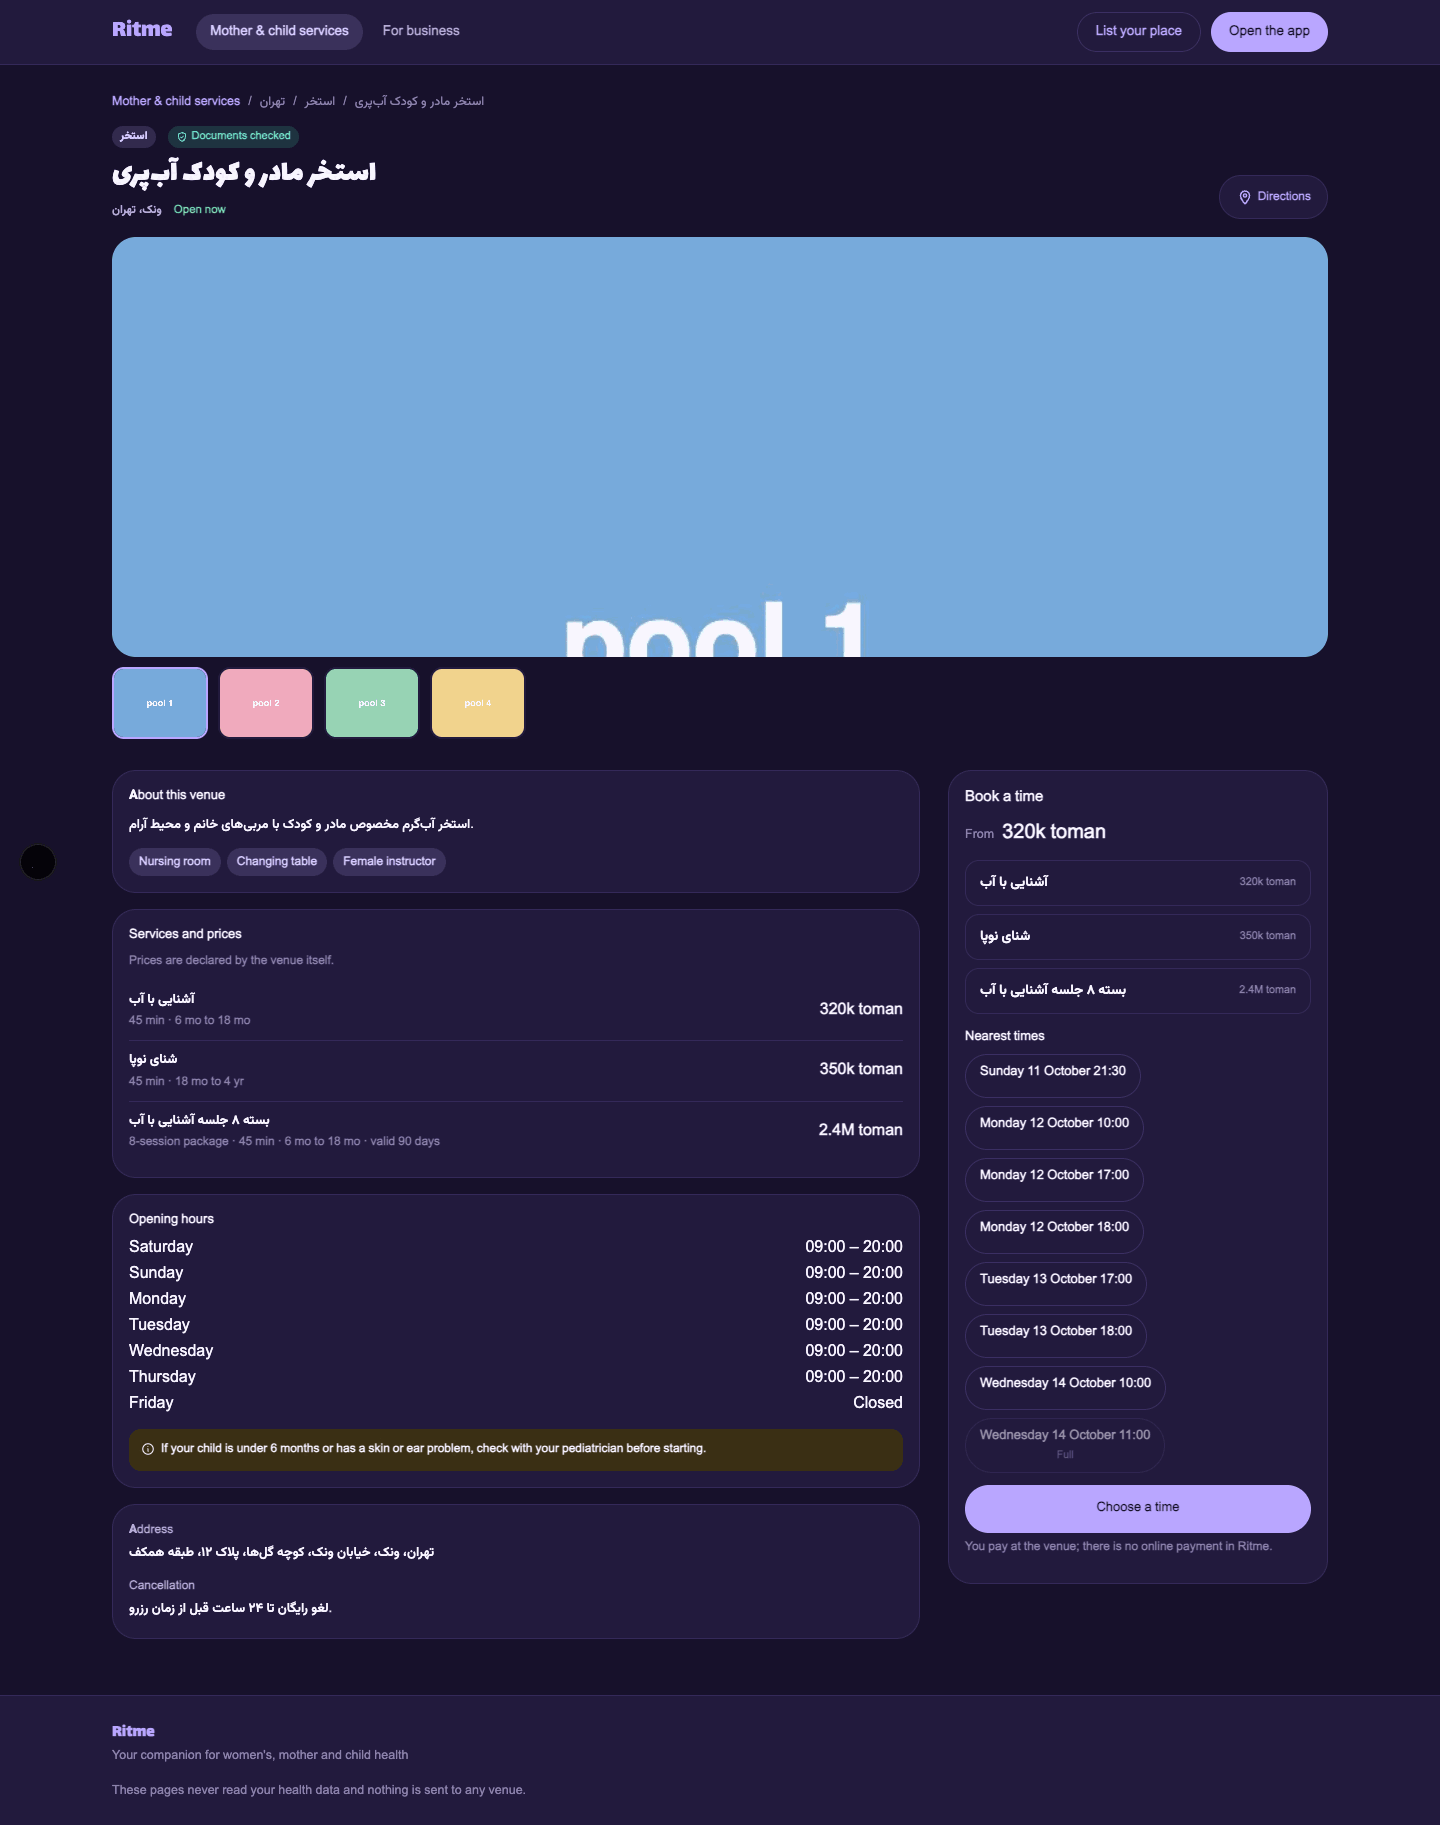 Ritme Mother & child services For business List your place Open the app
Mother & child services / تهران / استخر / استخر مادر و کودک آب‌پری
استخر Documents checked
استخر مادر و کودک آب‌پری
ونک، تهران Open now
Directions
pool 1
pool 1 pool 2 pool 3 pool 4
About this venue
استخر آب‌گرم مخصوص مادر و کودک با مربی‌های خانم و محیط آرام.
Nursing room Changing table Female instructor
Services and prices
Prices are declared by the venue itself.
آشنایی با آب
45 min · 6 mo to 18 mo
320k toman
شنای نوپا
45 min · 18 mo to 4 yr
350k toman
بسته ۸ جلسه آشنایی با آب
8-session package · 45 min · 6 mo to 18 mo · valid 90 days
2.4M toman
Opening hours
Saturday 09:00 – 20:00
Sunday 09:00 – 20:00
Monday 09:00 – 20:00
Tuesday 09:00 – 20:00
Wednesday 09:00 – 20:00
Thursday 09:00 – 20:00
Friday Closed
If your child is under 6 months or has a skin or ear problem, check with your pediatrician before starting.
Address
تهران، ونک، خیابان ونک، کوچه گل‌ها، پلاک ۱۲، طبقه همکف
Cancellation
لغو رایگان تا ۲۴ ساعت قبل از زمان رزرو.
Book a time
From 320k toman
آشنایی با آب 320k toman
شنای نوپا 350k toman
بسته ۸ جلسه آشنایی با آب 2.4M toman
Nearest times
Sunday 11 October 21:30
Monday 12 October 10:00
Monday 12 October 17:00
Monday 12 October 18:00
Tuesday 13 October 17:00
Tuesday 13 October 18:00
Wednesday 14 October 10:00
Wednesday 14 October 11:00
Full
Choose a time
You pay at the venue; there is no online payment in Ritme.
Ritme
Your companion for women's, mother and child health
These pages never read your health data and nothing is sent to any venue.